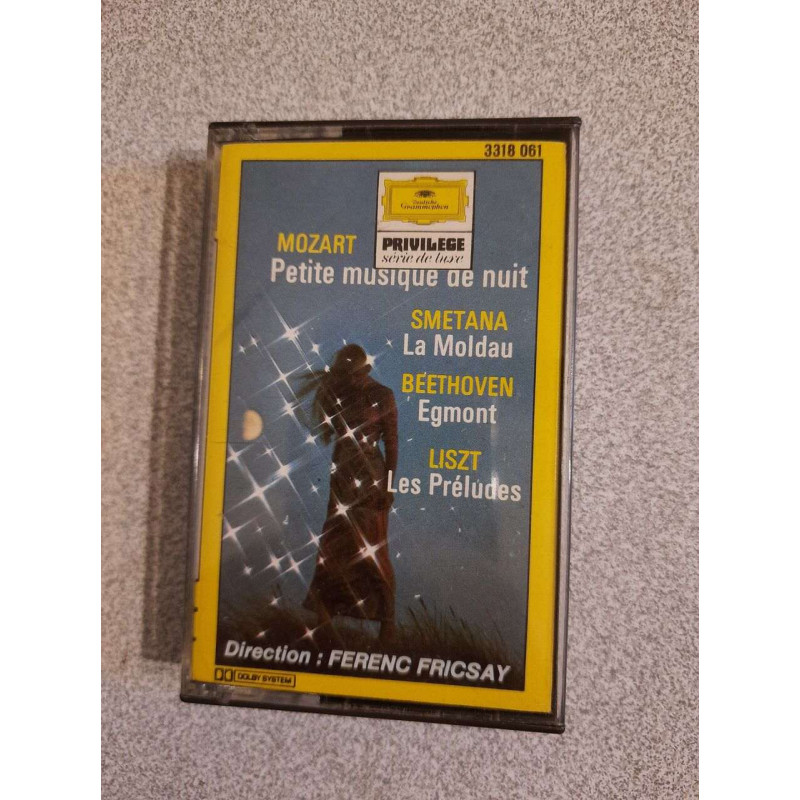 3318 061
Deutsche
Grammophon
PRIVILEGE
série de luxe
MOZART
Petite musique de nuit
SMETANA
La Moldau
BEETHOVEN
Egmont
LISZT
Les Préludes
Direction : FERENC FRICSAY
DOLBY SYSTEM